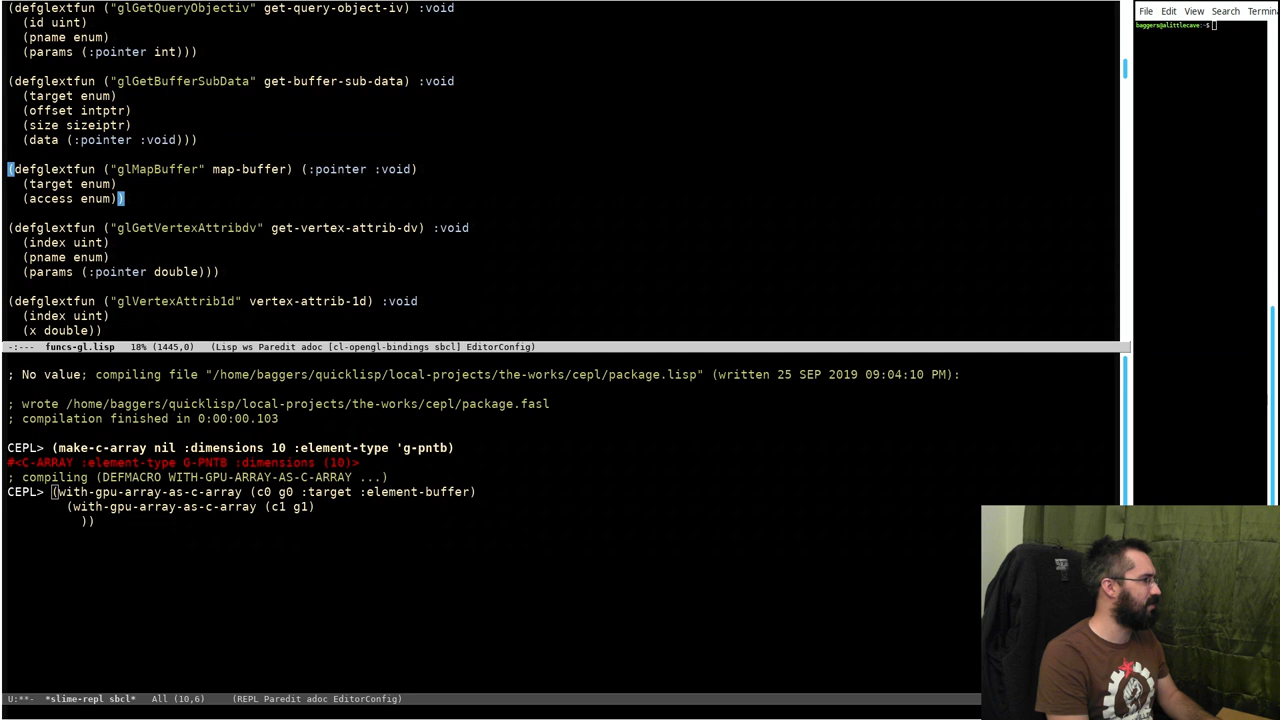 (defglextfun ("glGetQueryObjectiv" get-query-object-iv) :void
  (id uint)
  (pname enum)
  (params (:pointer int)))
(defglextfun ("glGetBufferSubData" get-buffer-sub-data) :void
  (target enum)
  (offset intptr)
  (size sizeiptr)
  (data (:pointer :void)))
(defglextfun ("glMapBuffer" map-buffer) (:pointer :void)
  (target enum)
  (access enum))
(defglextfun ("glGetVertexAttribdv" get-vertex-attrib-dv) :void
  (index uint)
  (pname enum)
  (params (:pointer double)))
(defglextfun ("glVertexAttrib1d" vertex-attrib-1d) :void
  (index uint)
  (x double))
-:---  funcs-gl.lisp   18% (1445,0)   (Lisp ws Paredit adoc [cl-opengl-bindings sbcl] EditorConfig)
; No value; compiling file "/home/baggers/quicklisp/local-projects/the-works/cepl/package.lisp" (written 25 SEP 2019 09:04:10 PM):
; wrote /home/baggers/quicklisp/local-projects/the-works/cepl/package.fasl
; compilation finished in 0:00:00.103
CEPL> (make-c-array nil :dimensions 10 :element-type 'g-pntb)
#<C-ARRAY :element-type G-PNTB :dimensions (10)>
; compiling (DEFMACRO WITH-GPU-ARRAY-AS-C-ARRAY ...)
CEPL> (with-gpu-array-as-c-array (c0 g0 :target :element-buffer)
        (with-gpu-array-as-c-array (c1 g1)
          ))
U:**-  *slime-repl sbcl*   All (10,6)    (REPL Paredit adoc EditorConfig)
File Edit View Search Termin
baggers@alittlecave:~$